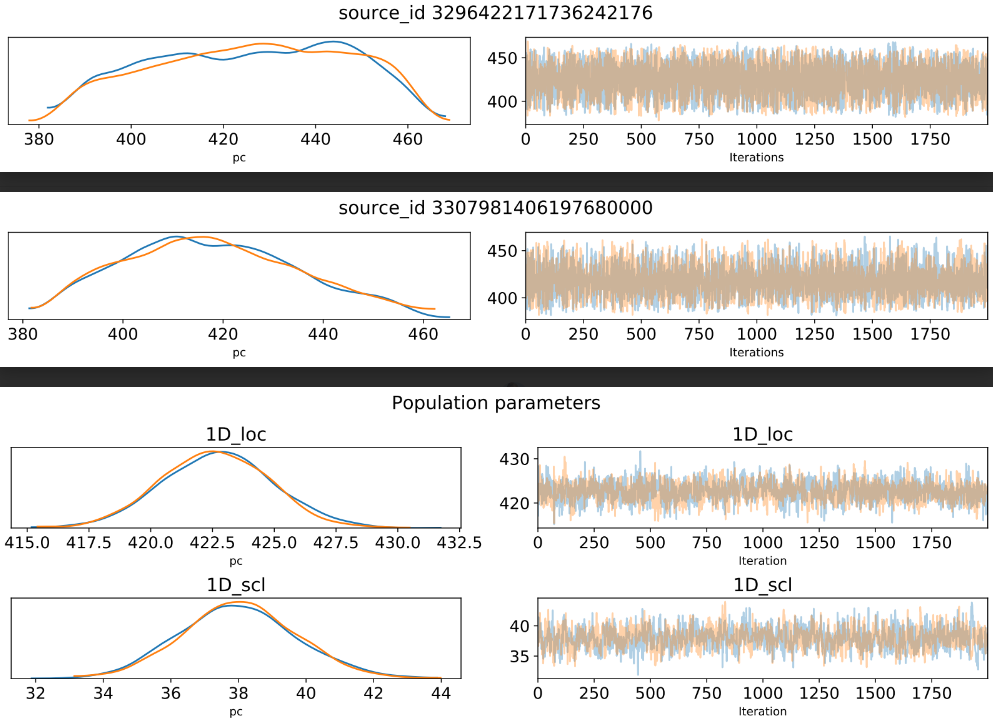 source_id 3296422171736242176
450
400
380 400 420 440 460
0 250 500 750 1000 1250 1500 1750
pc
Iterations
source_id 3307981406197680000
450
400
380 400 420 440 460
0 250 500 750 1000 1250 1500 1750
pc
Iterations
Population parameters
1D_loc
1D_loc
430
420
415.0 417.5 420.0 422.5 425.0 427.5 430.0 432.5
0 250 500 750 1000 1250 1500 1750
pc
Iteration
1D_scl
1D_scl
40
35
32 34 36 38 40 42 44
0 250 500 750 1000 1250 1500 1750
pc
Iteration